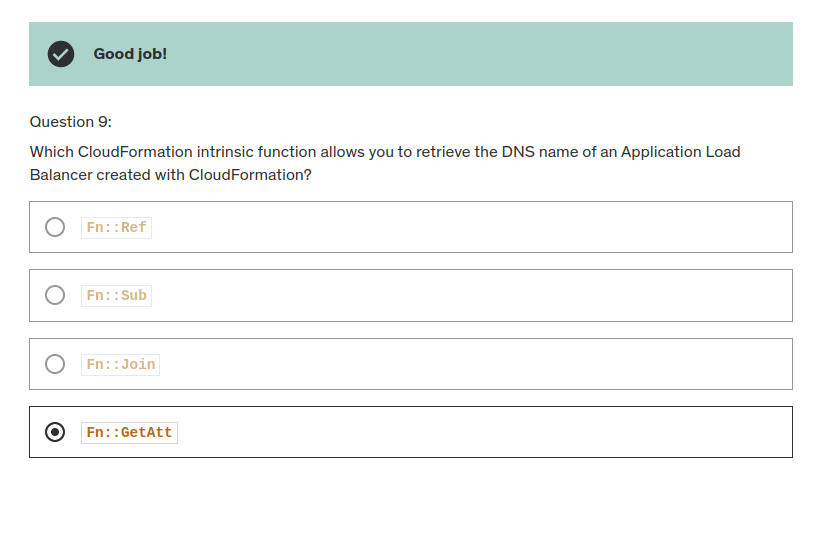 Good job!
Question 9:
Which CloudFormation intrinsic function allows you to retrieve the DNS name of an Application Load
Balancer created with CloudFormation?
Fn::Ref
Fn::Sub
Fn::Join
Fn::GetAtt